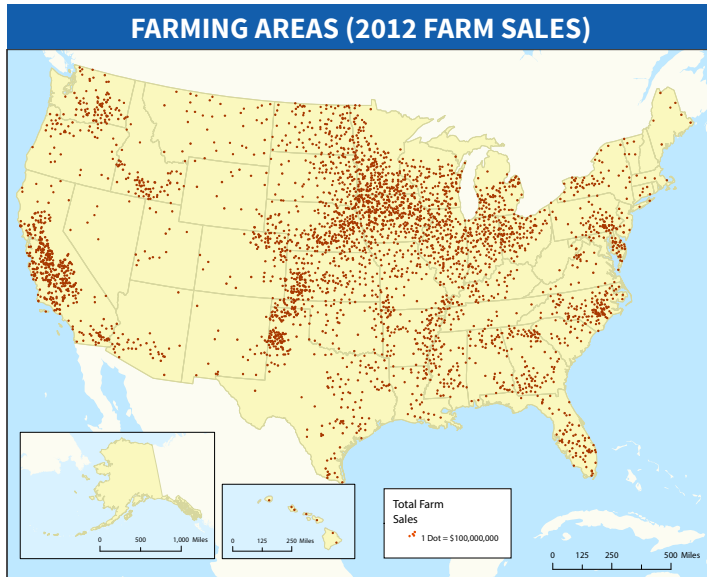 FARMING AREAS (2012 FARM SALES)
0 500 1,000 Miles
0 125 250 Miles
Total Farm
Sales
1 Dot = $100,000,000
0 125 250 500 Miles